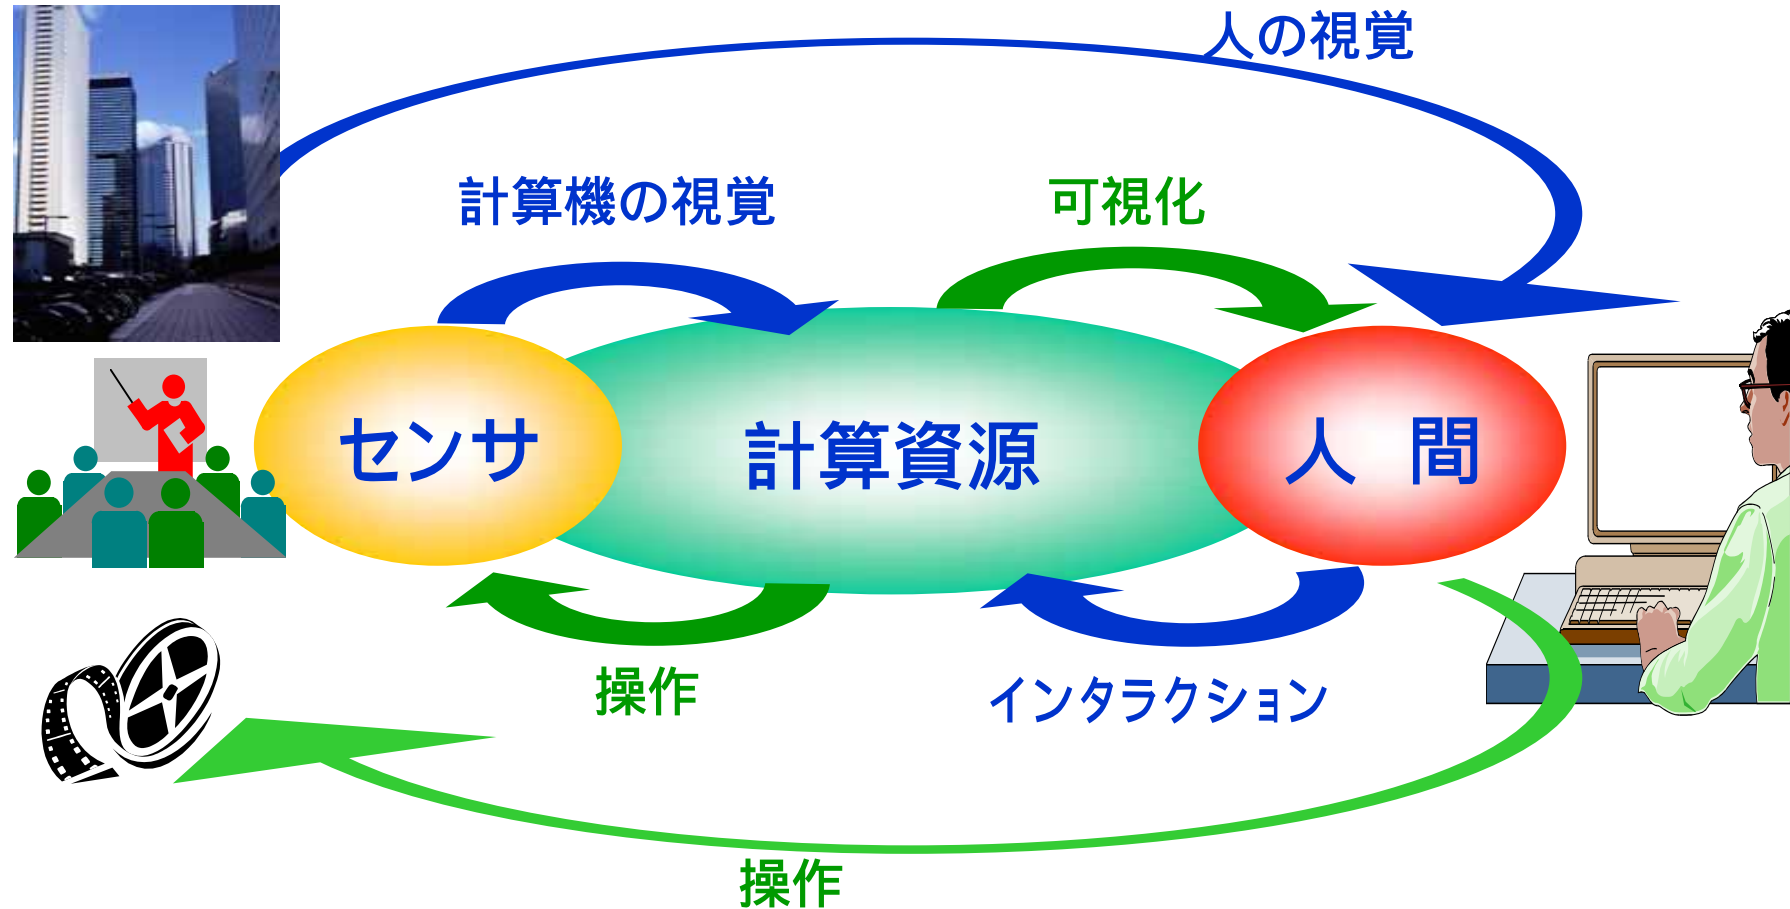 人の視覚
計算機の視覚
可視化
センサ
計算資源
人 間
操作
インタラクション
操作